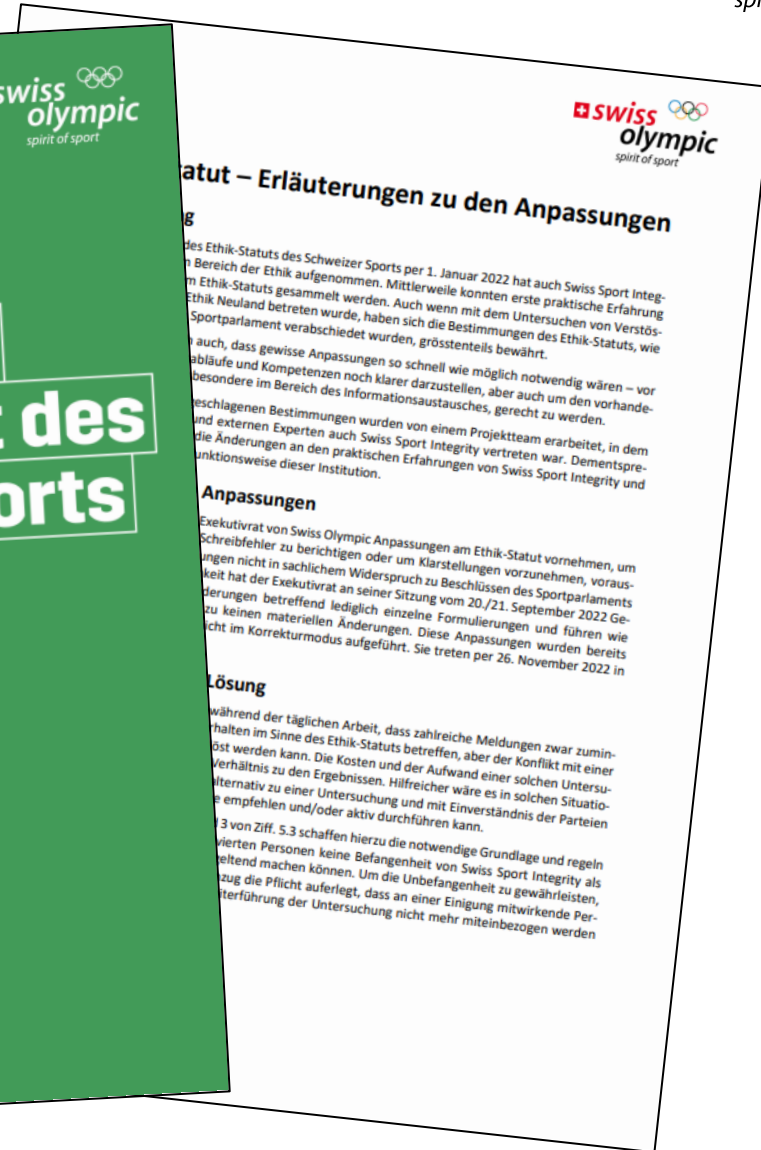 spi
swiss
olympic
spirit of sport
t des
orts
swiss
olympic
spirit of sport
atut – Erläuterungen zu den Anpassungen
g
des Ethik-Statuts des Schweizer Sports per 1. Januar 2022 hat auch Swiss Sport Integ-
n Bereich der Ethik aufgenommen. Mittlerweile konnten erste praktische Erfahrung
m Ethik-Statuts gesammelt werden. Auch wenn mit dem Untersuchen von Verstös-
Ethik Neuland betreten wurde, haben sich die Bestimmungen des Ethik-Statuts, wie
Sportparlament verabschiedet wurden, grösstenteils bewährt.
auch, dass gewisse Anpassungen so schnell wie möglich notwendig wären – vor
abläufe und Kompetenzen noch klarer darzustellen, aber auch um den vorhande-
besondere im Bereich des Informationsaustausches, gerecht zu werden.
eschlagenen Bestimmungen wurden von einem Projektteam erarbeitet, in dem
und externen Experten auch Swiss Sport Integrity vertreten war. Dementspre-
die Änderungen an den praktischen Erfahrungen von Swiss Sport Integrity und
unktionsweise dieser Institution.
Anpassungen
Exekutivrat von Swiss Olympic Anpassungen am Ethik-Statut vornehmen, um
Schreibfehler zu berichtigen oder um Klarstellungen vorzunehmen, voraus-
ungen nicht in sachlichem Widerspruch zu Beschlüssen des Sportparlaments
keit hat der Exekutivrat an seiner Sitzung vom 20./21. September 2022 Ge-
derungen betreffend lediglich einzelne Formulierungen und führen wie
zu keinen materiellen Änderungen. Diese Anpassungen wurden bereits
icht im Korrekturmodus aufgeführt. Sie treten per 26. November 2022 in
Lösung
während der täglichen Arbeit, dass zahlreiche Meldungen zwar zumin-
rhalten im Sinne des Ethik-Statuts betreffen, aber der Konflikt mit einer
öst werden kann. Die Kosten und der Aufwand einer solchen Untersu-
Verhältnis zu den Ergebnissen. Hilfreicher wäre es in solchen Situatio-
alternativ zu einer Untersuchung und mit Einverständnis der Parteien
e empfehlen und/oder aktiv durchführen kann.
3 von Ziff. 5.3 schaffen hierzu die notwendige Grundlage und regeln
vierten Personen keine Befangenheit von Swiss Sport Integrity als
geltend machen können. Um die Unbefangenheit zu gewährleisten,
zug die Pflicht auferlegt, dass an einer Einigung mitwirkende Per-
iterführung der Untersuchung nicht mehr miteinbezogen werden